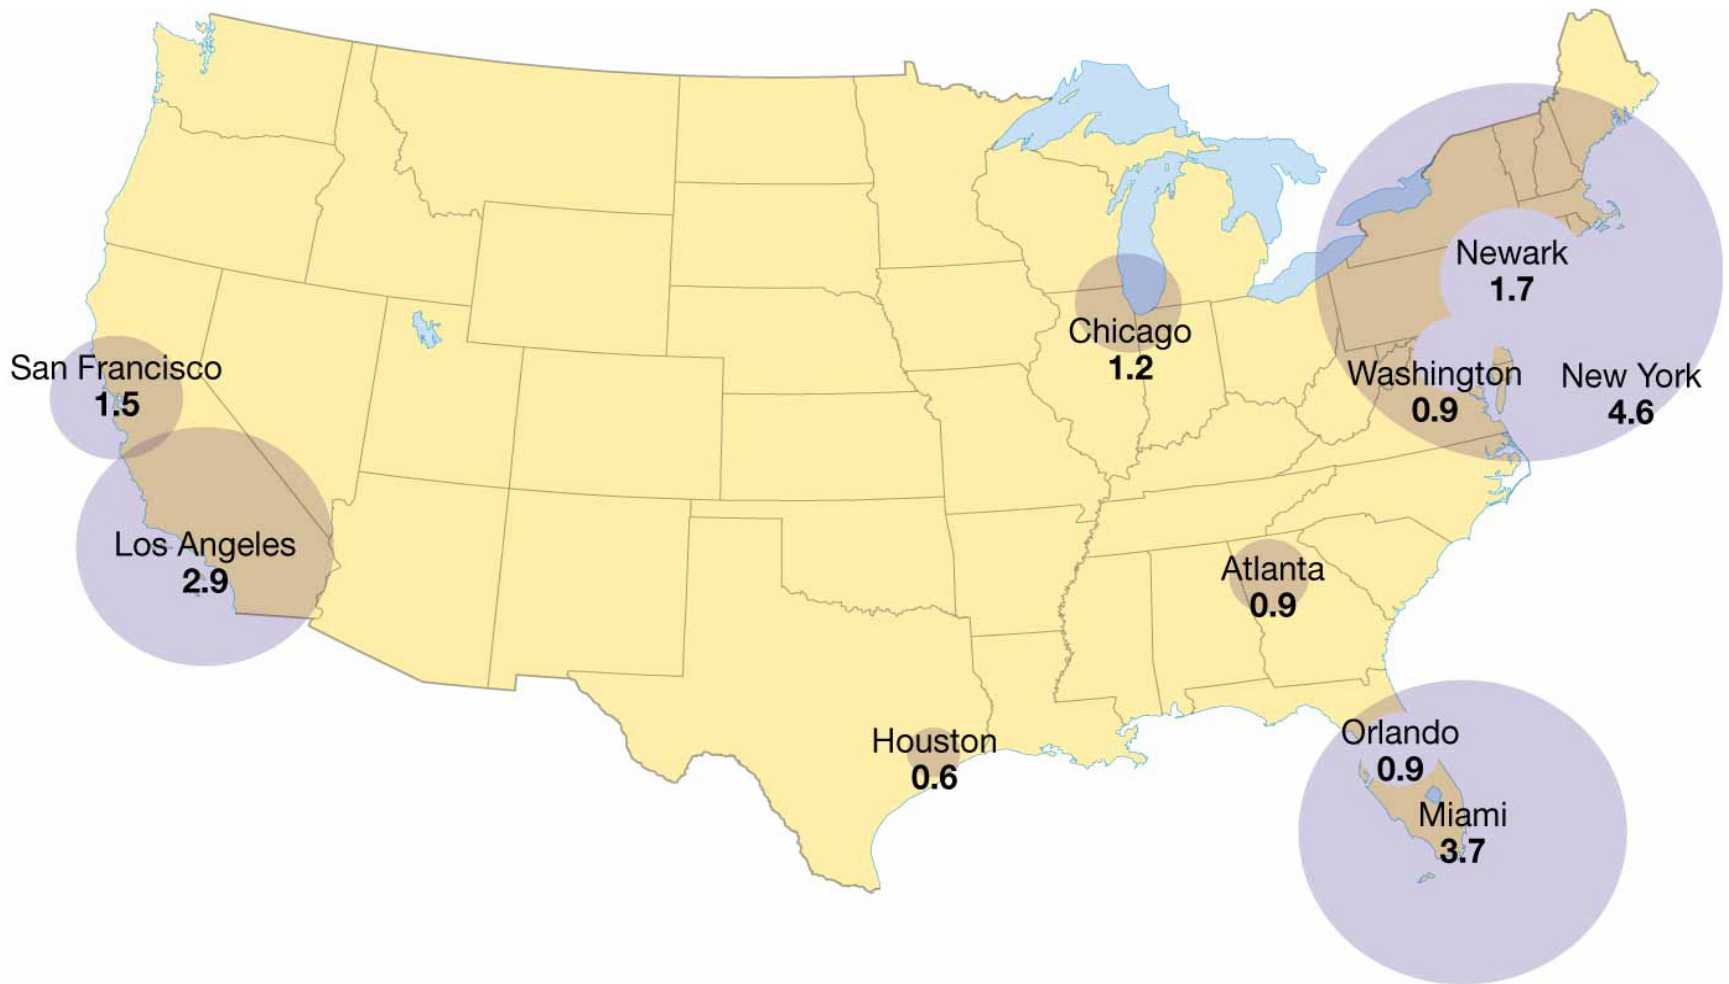 Newark
1.7
Chicago
1.2
San Francisco
1.5
Washington
0.9
New York
4.6
Los Angeles
2.9
Atlanta
0.9
Houston
0.6
Orlando
0.9
Miami
3.7